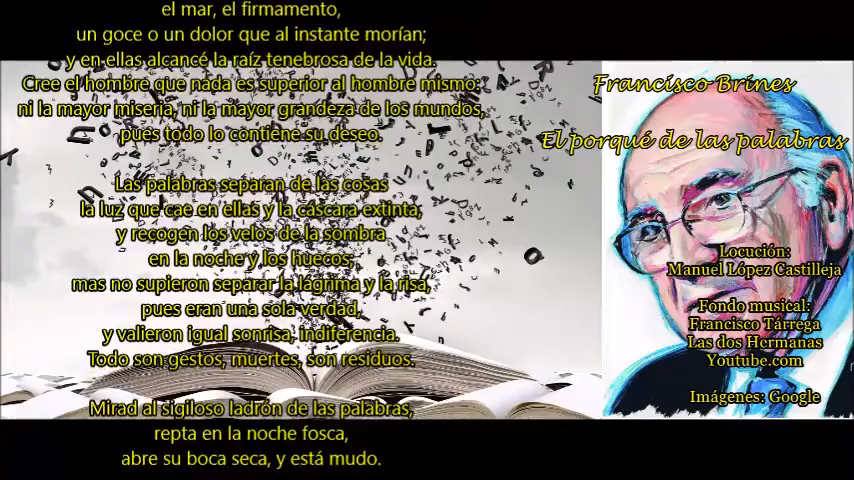 el mar, el firmamento,
un goce o un dolor que al instante morían;
y en ellas alcancé la raíz tenebrosa de la vida.
Cree el hombre que nada es superior al hombre mismo:
ni la mayor miseria, ni la mayor grandeza de los mundos,
pues todo lo contiene su deseo.
Las palabras separan de las cosas
la luz que cae en ellas y la cáscara extinta,
y recogen los velos de la sombra
en la noche y los huecos;
mas no supieron separar la lágrima y la risa,
pues eran una sola verdad,
y valieron igual sonrisa, indiferencia.
Todo son gestos, muertes, son residuos.
Mirad al sigiloso ladrón de las palabras,
repta en la noche fosca,
abre su boca seca, y está mudo.
Francisco Brines
El porqué de las palabras
Locución:
Manuel López Castilleja
Fondo musical:
Francisco Tárrega
Las dos Hermanas
Youtube.com
Imágenes: Google